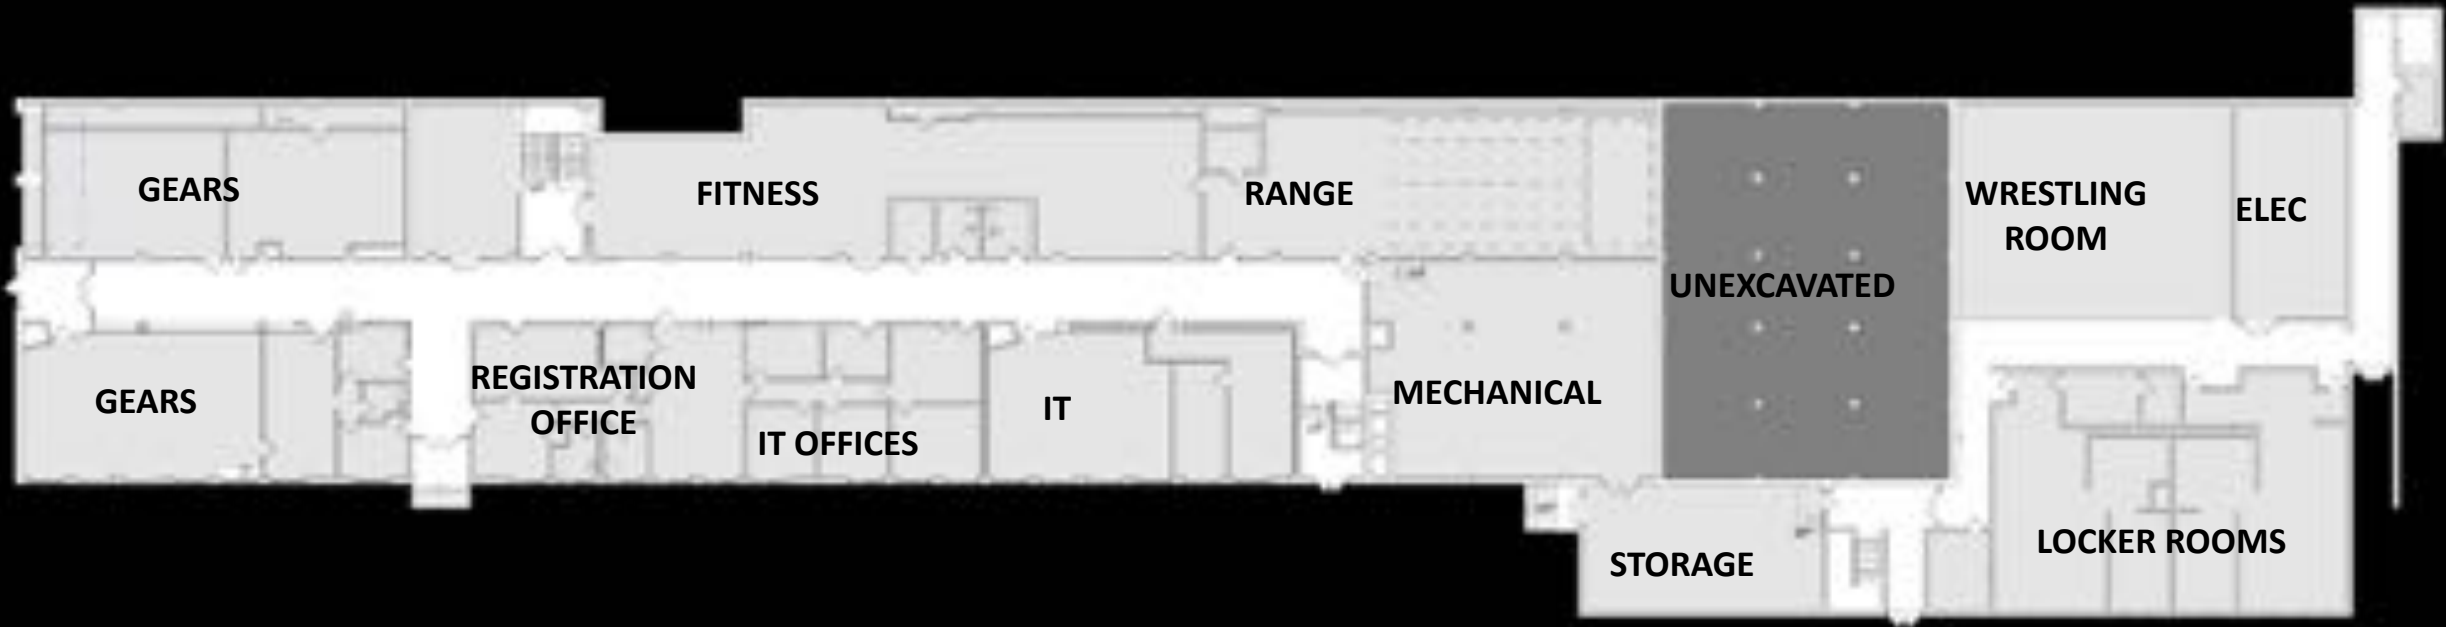 GEARS
FITNESS
RANGE
WRESTLING
ROOM
ELEC
UNEXCAVATED
GEARS
REGISTRATION
OFFICE
IT OFFICES
IT
MECHANICAL
STORAGE
LOCKER ROOMS